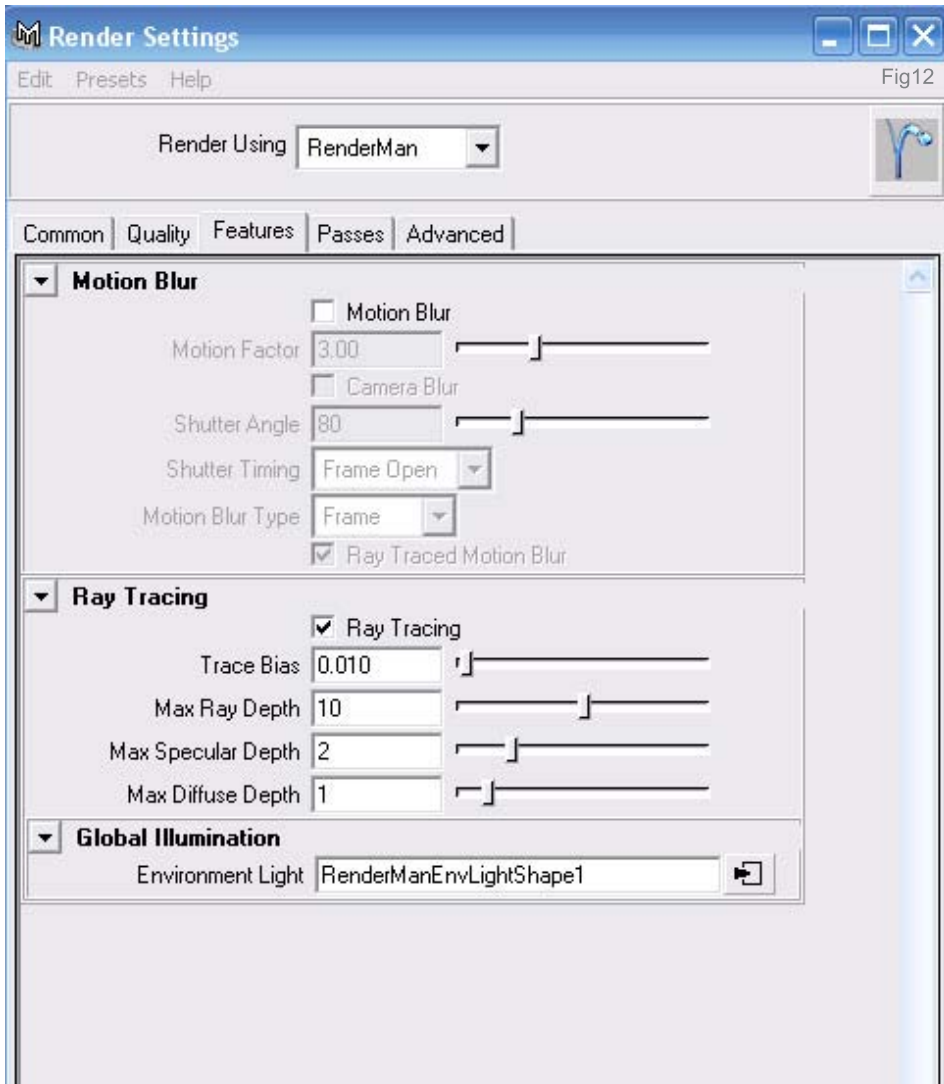 Render Settings
Edit Presets Help Fig12
Render Using RenderMan
Common Quality Features Passes Advanced
Motion Blur
Motion Blur
Motion Factor 3.00
Camera Blur
Shutter Angle 80
Shutter Timing Frame Open
Motion Blur Type Frame
Ray Traced Motion Blur
Ray Tracing
Ray Tracing
Trace Bias 0.010
Max Ray Depth 10
Max Specular Depth 2
Max Diffuse Depth 1
Global Illumination
Environment Light RenderManEnvLightShape1